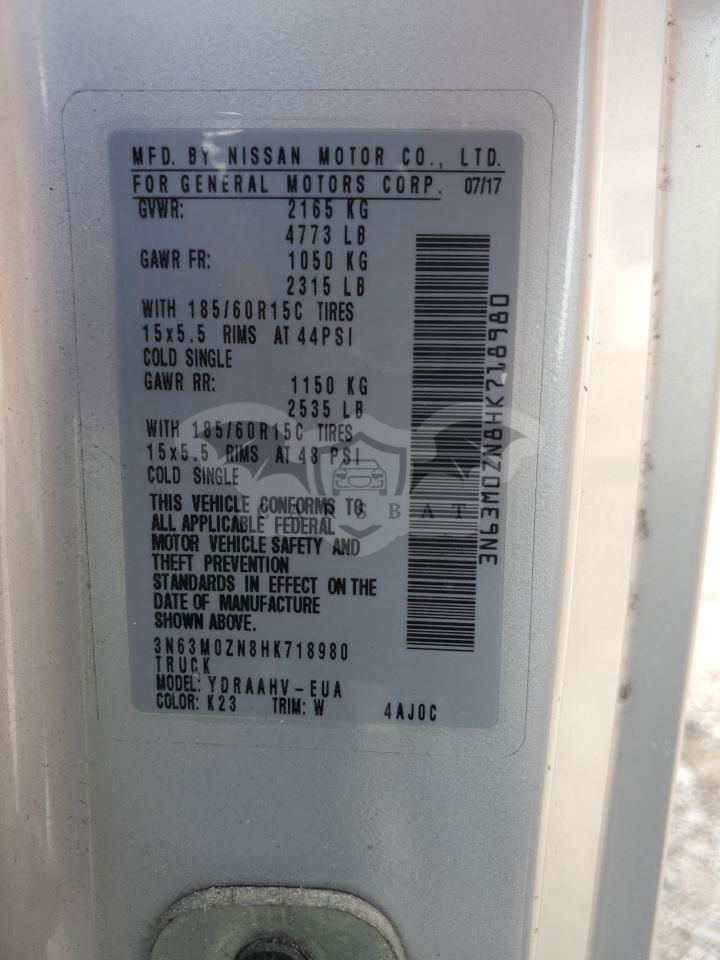 MFD. BY NISSAN MOTOR CO., LTD.
FOR GENERAL MOTORS CORP. 07/17
GVWR: 2165 KG
4773 LB
GAWR FR: 1050 KG
2315 LB
WITH 185/60R15C TIRES
15x5.5 RIMS AT 44PSI
COLD SINGLE
GAWR RR: 1150 KG
2535 LB
WITH 185/60R15C TIRES
15x5.5 RIMS AT 48 PSI
COLD SINGLE
THIS VEHICLE CONFORMS TO
ALL APPLICABLE FEDERAL
MOTOR VEHICLE SAFETY AND
THEFT PREVENTION
STANDARDS IN EFFECT ON THE
DATE OF MANUFACTURE
SHOWN ABOVE.
3N63M0ZN8HK718980
TRUCK
MODEL: YDRAAHV-EUA
COLOR: K23 TRIM: W 4AJ0C
3N63M0ZN8HK718980